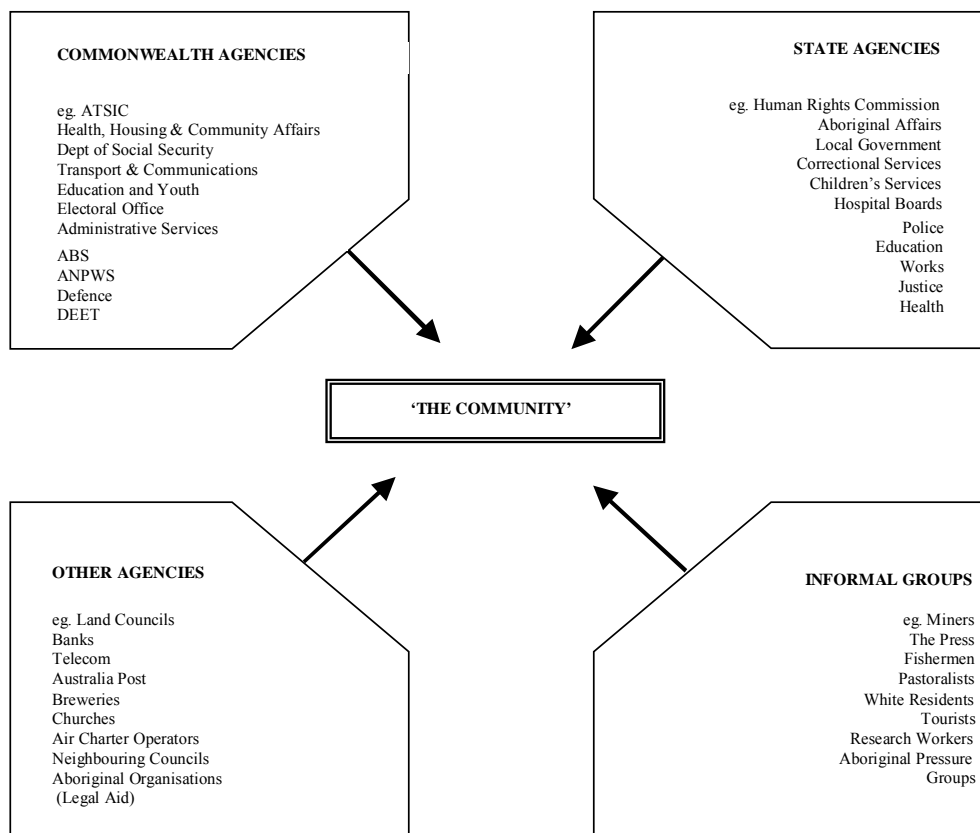 COMMONWEALTH AGENCIES
eg. ATSIC
Health, Housing & Community Affairs
Dept of Social Security
Transport & Communications
Education and Youth
Electoral Office
Administrative Services
ABS
ANPWS
Defence
DEET
STATE AGENCIES
eg. Human Rights Commission
Aboriginal Affairs
Local Government
Correctional Services
Children’s Services
Hospital Boards
Police
Education
Works
Justice
Health
‘THE COMMUNITY’
OTHER AGENCIES
eg. Land Councils
Banks
Telecom
Australia Post
Breweries
Churches
Air Charter Operators
Neighbouring Councils
Aboriginal Organisations
(Legal Aid)
INFORMAL GROUPS
eg. Miners
The Press
Fishermen
Pastoralists
White Residents
Tourists
Research Workers
Aboriginal Pressure
Groups